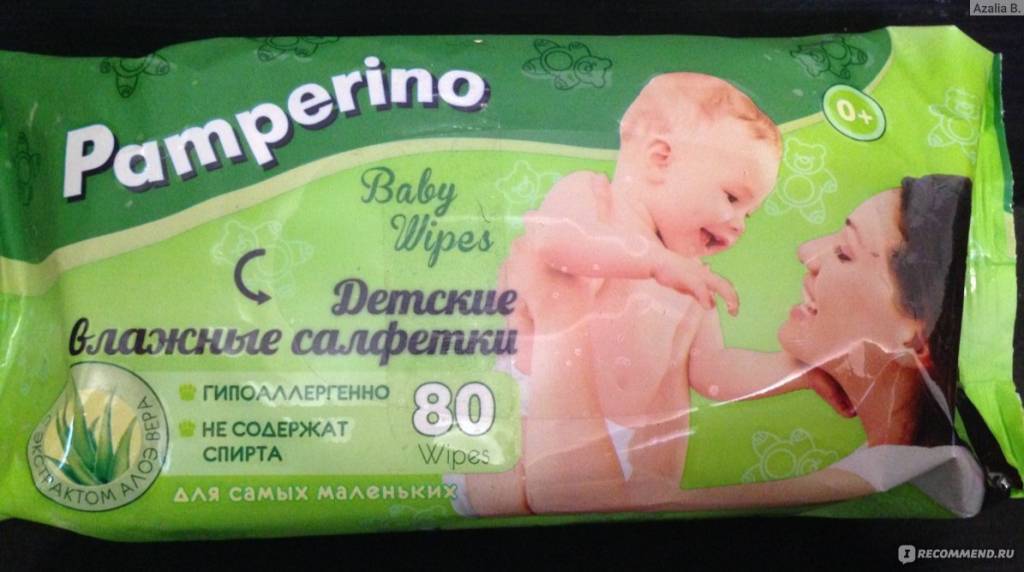 Azalia B.
Pamperino
0+
Baby
Wipes
Детские
влажные салфетки
ГИПОАЛЛЕРГЕННО
НЕ СОДЕРЖАТ
СПИРТА
80
Wipes
ЭКСТРАКТОМ АЛОЭ ВЕРА
для самых маленьких
IRECOMMEND.RU